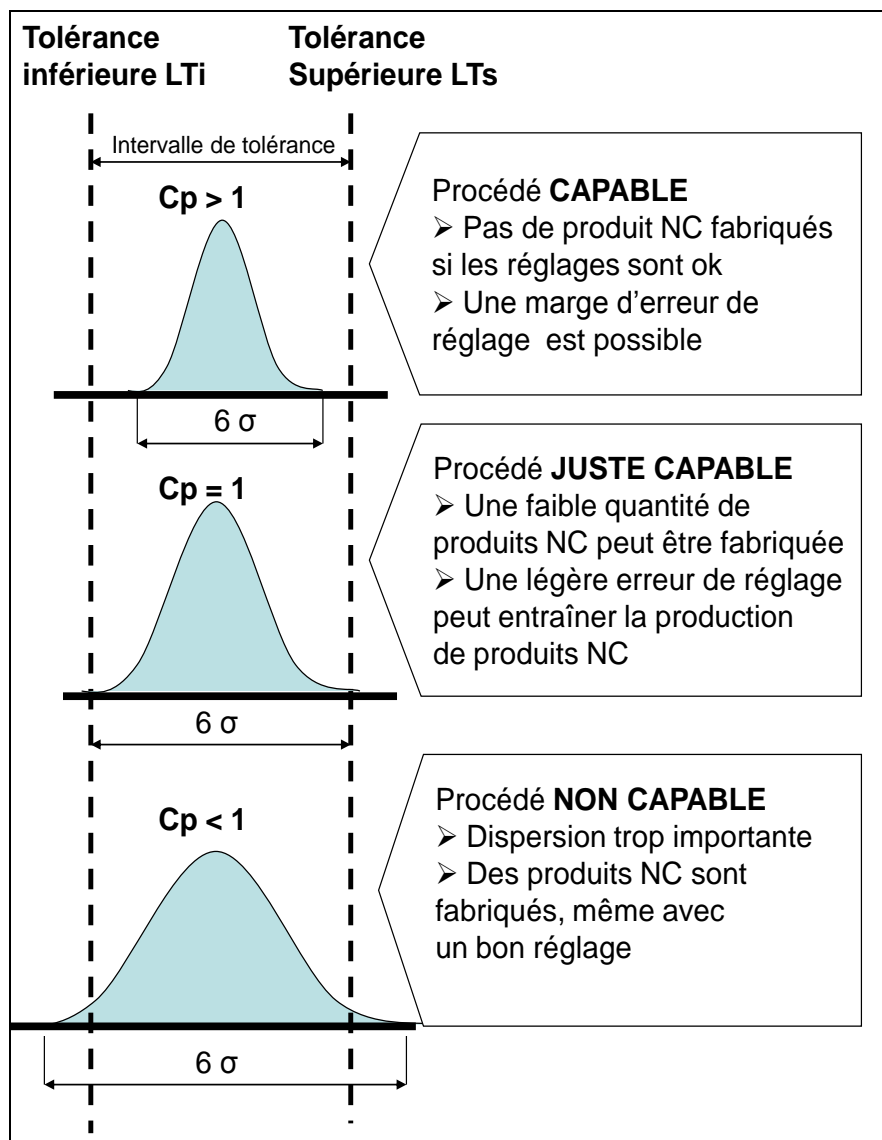 Tolérance
inférieure LTi
Tolérance
Supérieure LTs
Intervalle de tolérance
Cp > 1
6 σ
Procédé CAPABLE
➢ Pas de produit NC fabriqués
si les réglages sont ok
➢ Une marge d'erreur de
réglage est possible
Cp = 1
6 σ
Procédé JUSTE CAPABLE
➢ Une faible quantité de
produits NC peut être fabriquée
➢ Une légère erreur de réglage
peut entraîner la production
de produits NC
Cp < 1
6 σ
Procédé NON CAPABLE
➢ Dispersion trop importante
➢ Des produits NC sont
fabriqués, même avec
un bon réglage